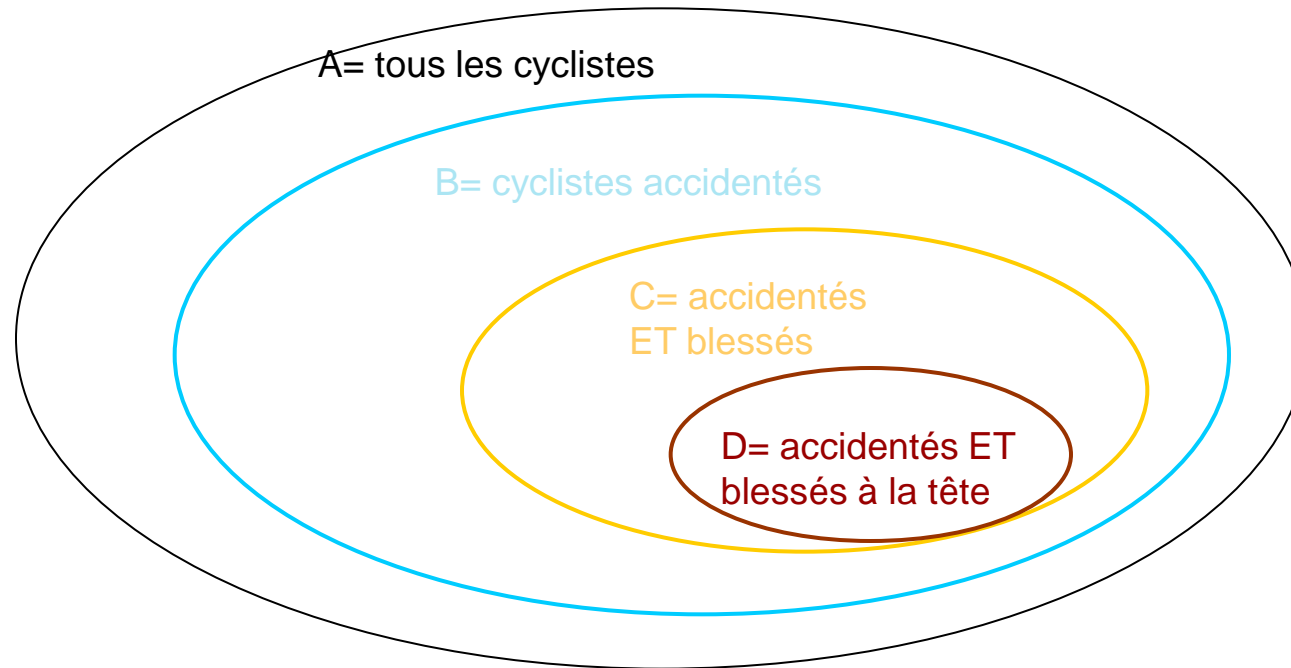 A= tous les cyclistes
B= cyclistes accidentés
C= accidentés
ET blessés
D= accidentés ET
blessés à la tête